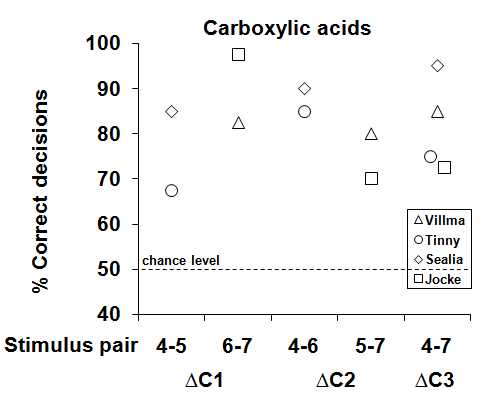 Carboxylic acids
% Correct decisions
100
90
80
70
60
50
40
chance level
Villma
Tinny
Sealia
Jocke
Stimulus pair 4-5 6-7 4-6 5-7 4-7
ΔC1 ΔC2 ΔC3